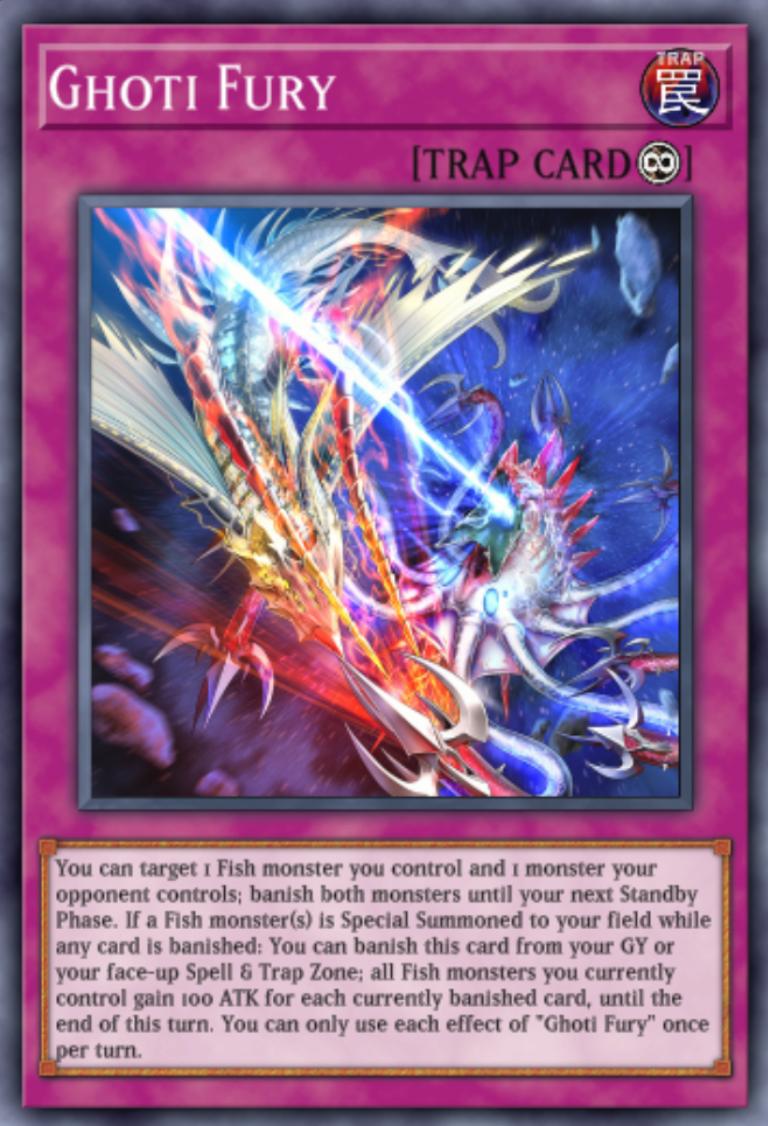 Ghoti Fury
TRAP
罠
[TRAP CARD ∞]
You can target 1 Fish monster you control and 1 monster your
opponent controls; banish both monsters until your next Standby
Phase. If a Fish monster(s) is Special Summoned to your field while
any card is banished: You can banish this card from your GY or
your face-up Spell & Trap Zone; all Fish monsters you currently
control gain 100 ATK for each currently banished card, until the
end of this turn. You can only use each effect of "Ghoti Fury" once
per turn.